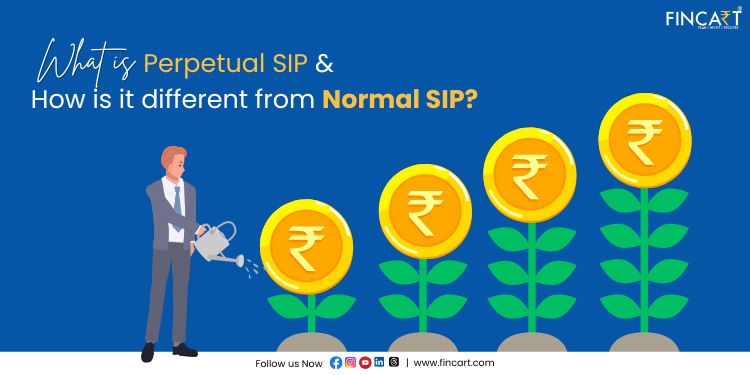 FINCART
PLAN | INVEST | PROSPER
What is Perpetual SIP &
How is it different from Normal SIP?
₹ ₹ ₹ ₹
Follow us Now | www.fincart.com